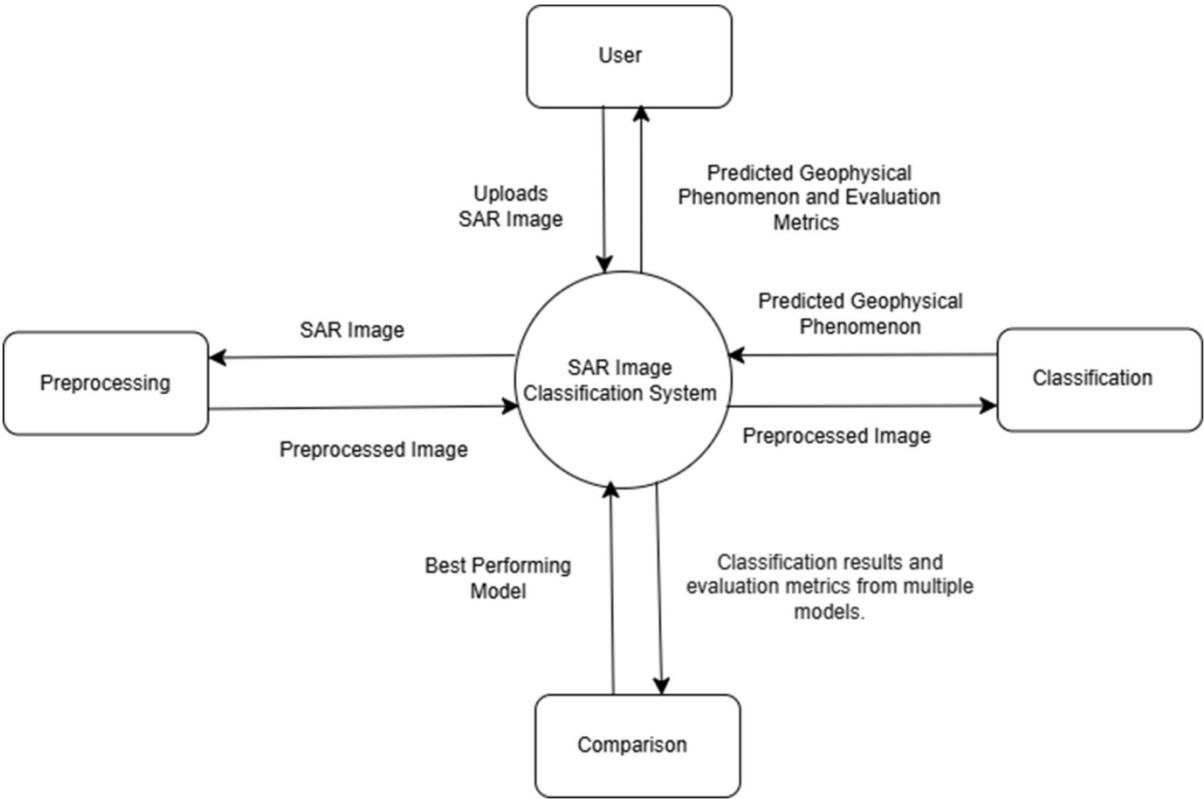 User
Uploads
SAR Image
Predicted Geophysical
Phenomenon and Evaluation
Metrics
SAR Image
Predicted Geophysical
Phenomenon
Preprocessing
SAR Image
Classification System
Classification
Preprocessed Image
Preprocessed Image
Best Performing
Model
Classification results and
evaluation metrics from multiple
models.
Comparison